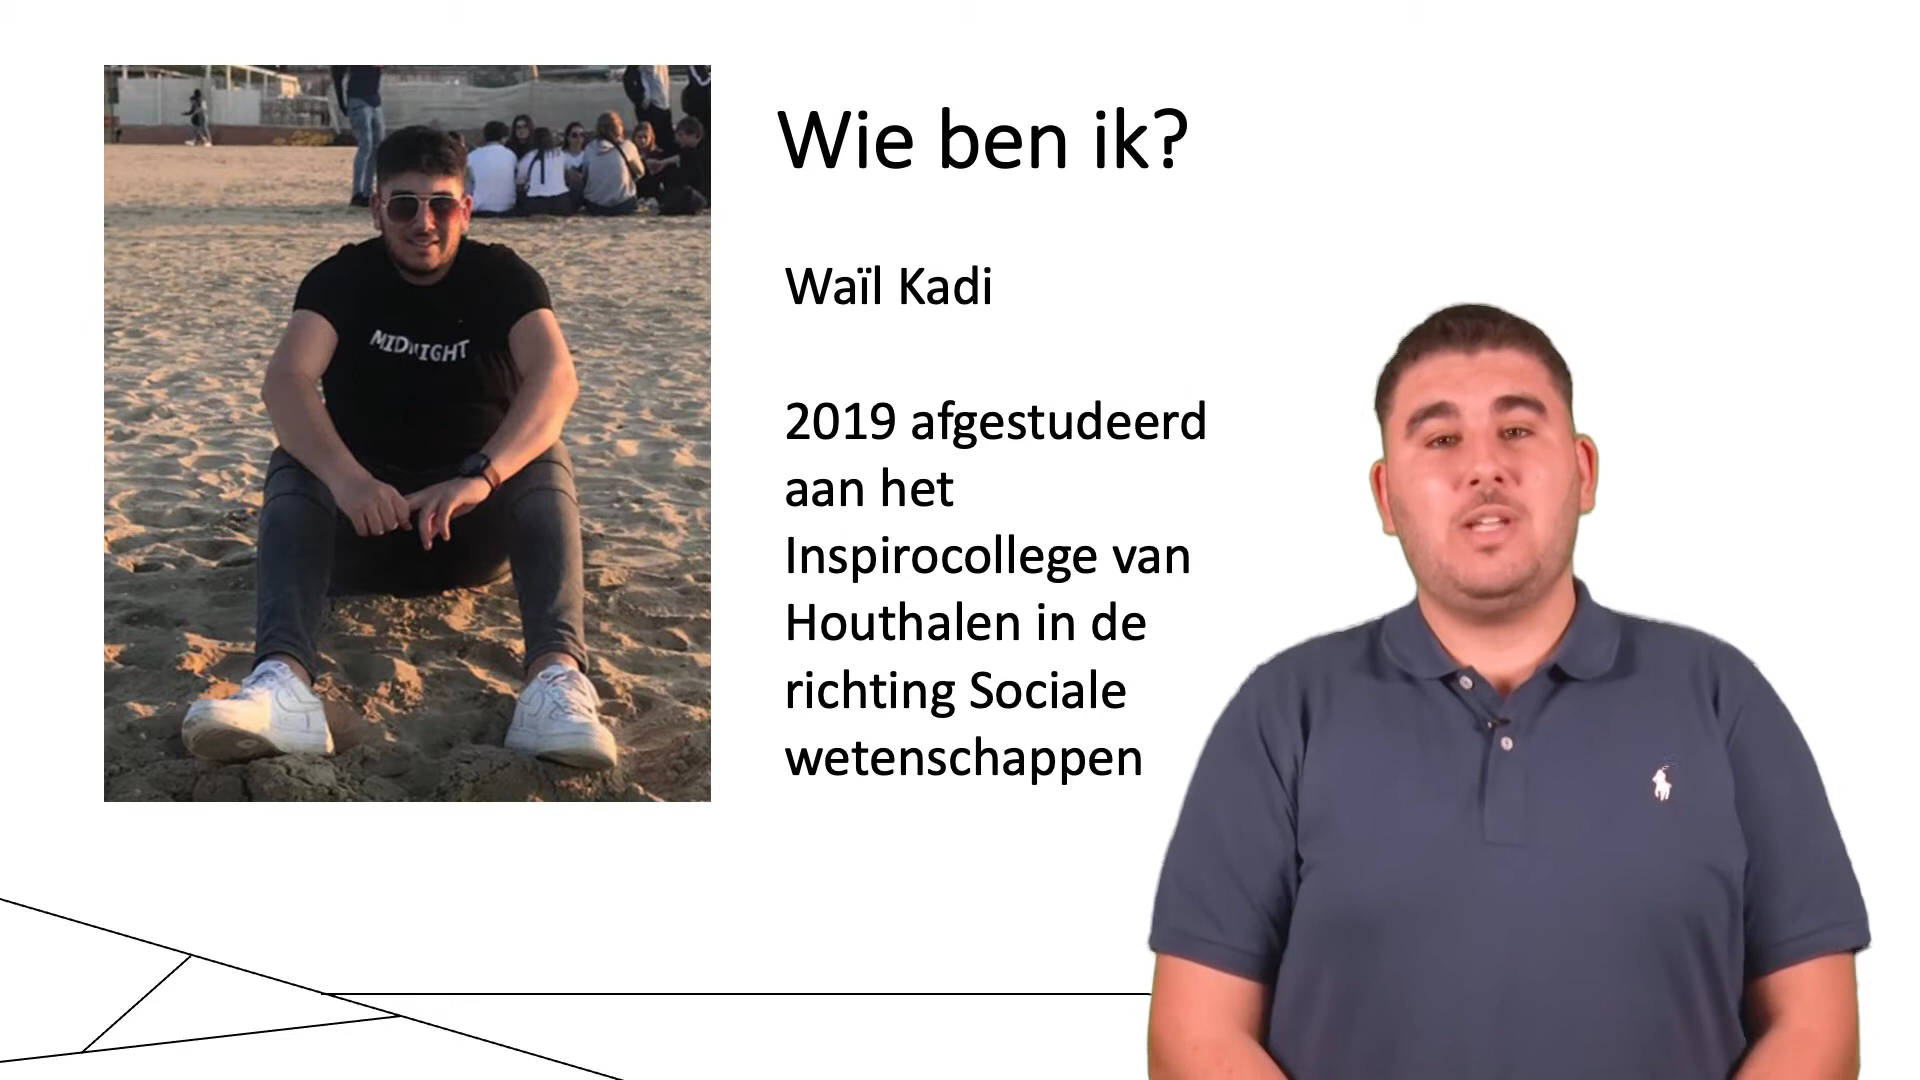 Wie ben ik?
Waïl Kadi
2019 afgestudeerd
aan het
Inspirocollege van
Houthalen in de
richting Sociale
wetenschappen
MIDNIGHT